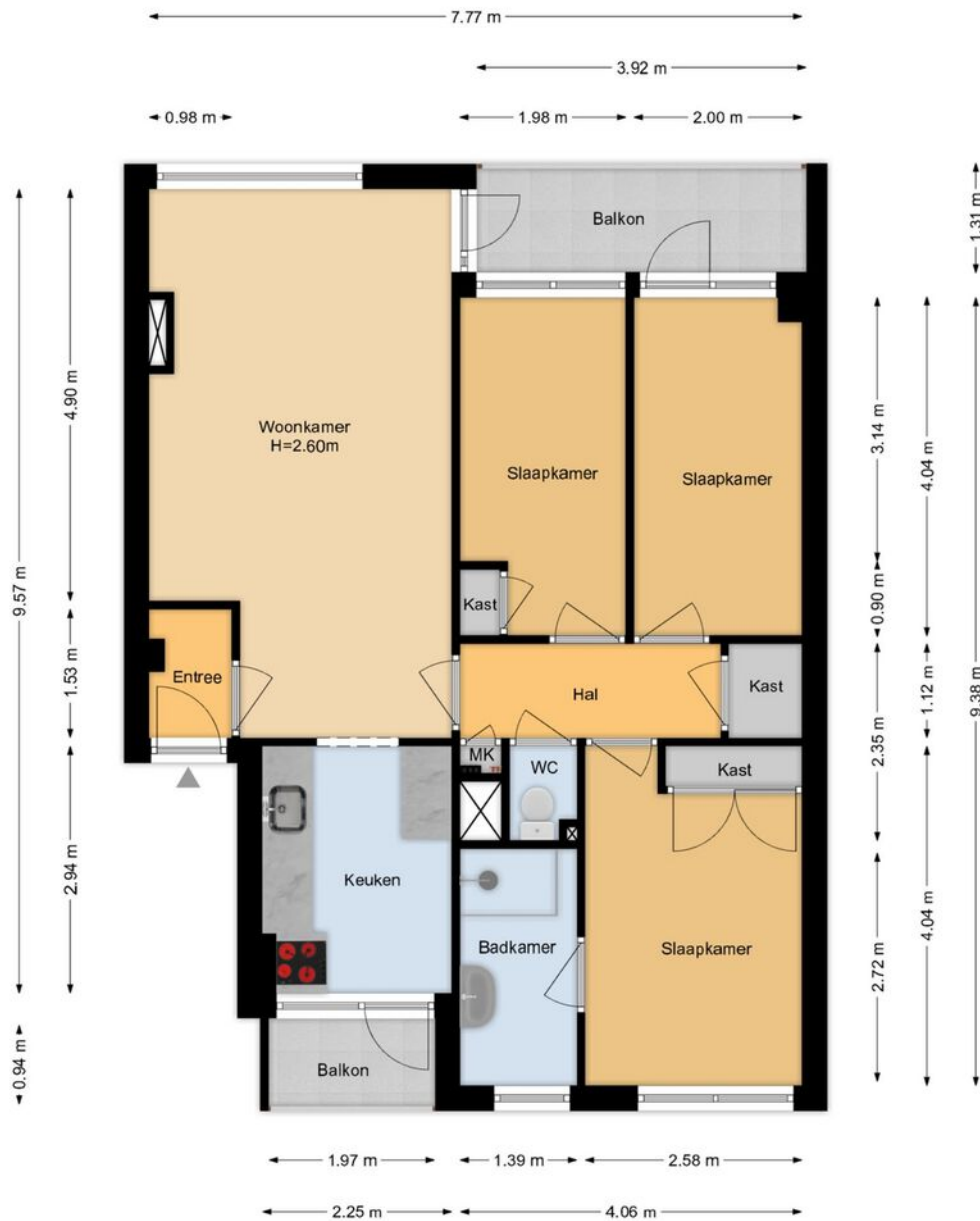 7.77 m
3.92 m
0.98 m
1.98 m
2.00 m
Balkon
1.31 m
9.57 m
4.90 m
Woonkamer
H=2.60m
Slaapkamer
Slaapkamer
3.14 m
4.04 m
9.38 m
Kast
0.90 m
Entree
1.53 m
Hal
Kast
1.12 m
2.35 m
MK
WC
Kast
2.94 m
Keuken
Badkamer
Slaapkamer
2.72 m
4.04 m
Balkon
0.94 m
1.97 m
1.39 m
2.58 m
2.25 m
4.06 m